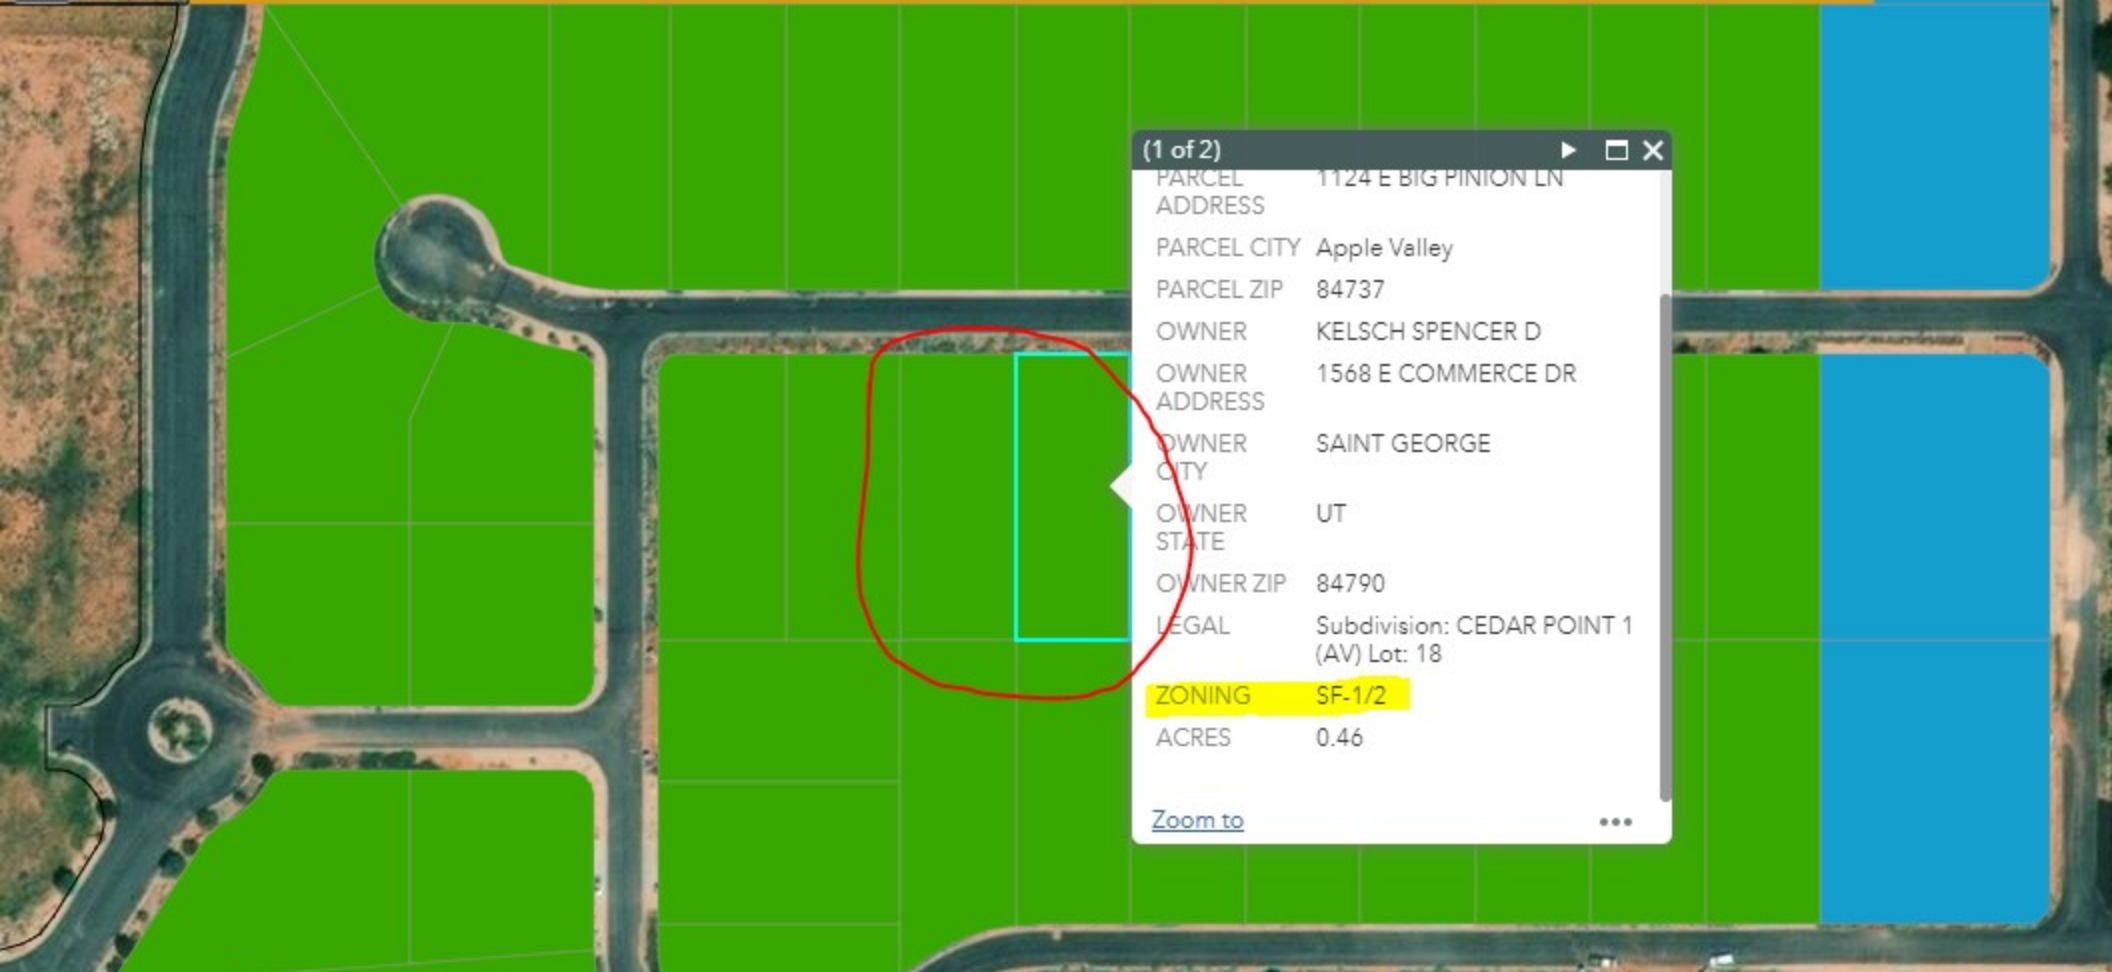 (1 of 2)
PARCEL ADDRESS 1124 E BIG PINION LN
PARCEL CITY Apple Valley
PARCEL ZIP 84737
OWNER KELSCH SPENCER D
OWNER ADDRESS 1568 E COMMERCE DR
OWNER CITY SAINT GEORGE
OWNER STATE UT
OWNER ZIP 84790
LEGAL Subdivision: CEDAR POINT 1
(AV) Lot: 18
ZONING SF-1/2
ACRES 0.46
Zoom to